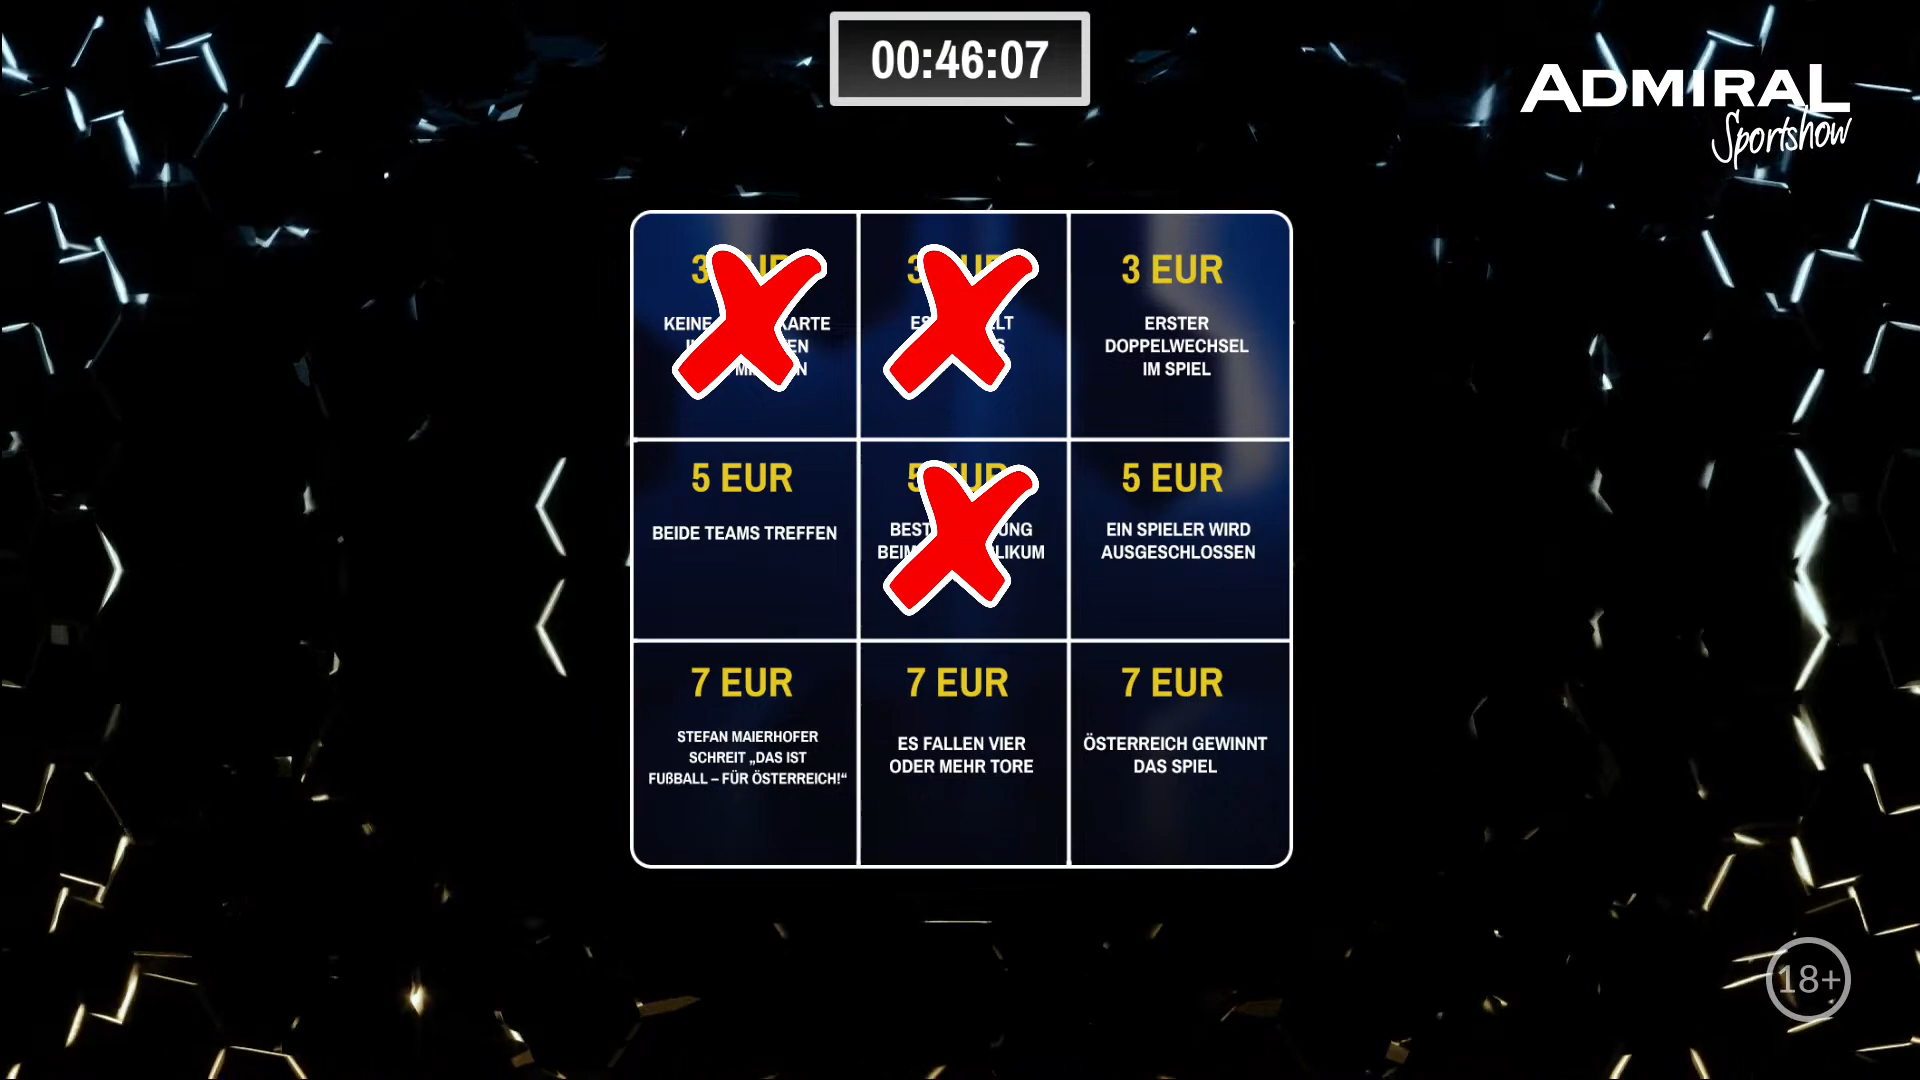 00:46:07
ADMIRAL
Sportshow
3 EUR
ERSTER
DOPPELWECHSEL
IM SPIEL
KEINE
5 EUR
BEIDE TEAMS TREFFEN
5 EUR
EIN SPIELER WIRD
AUSGESCHLOSSEN
7 EUR
STEFAN MAIERHOFER
SCHREIT „DAS IST
FUßBALL – FÜR ÖSTERREICH!“
7 EUR
ES FALLEN VIER
ODER MEHR TORE
7 EUR
ÖSTERREICH GEWINNT
DAS SPIEL
18+